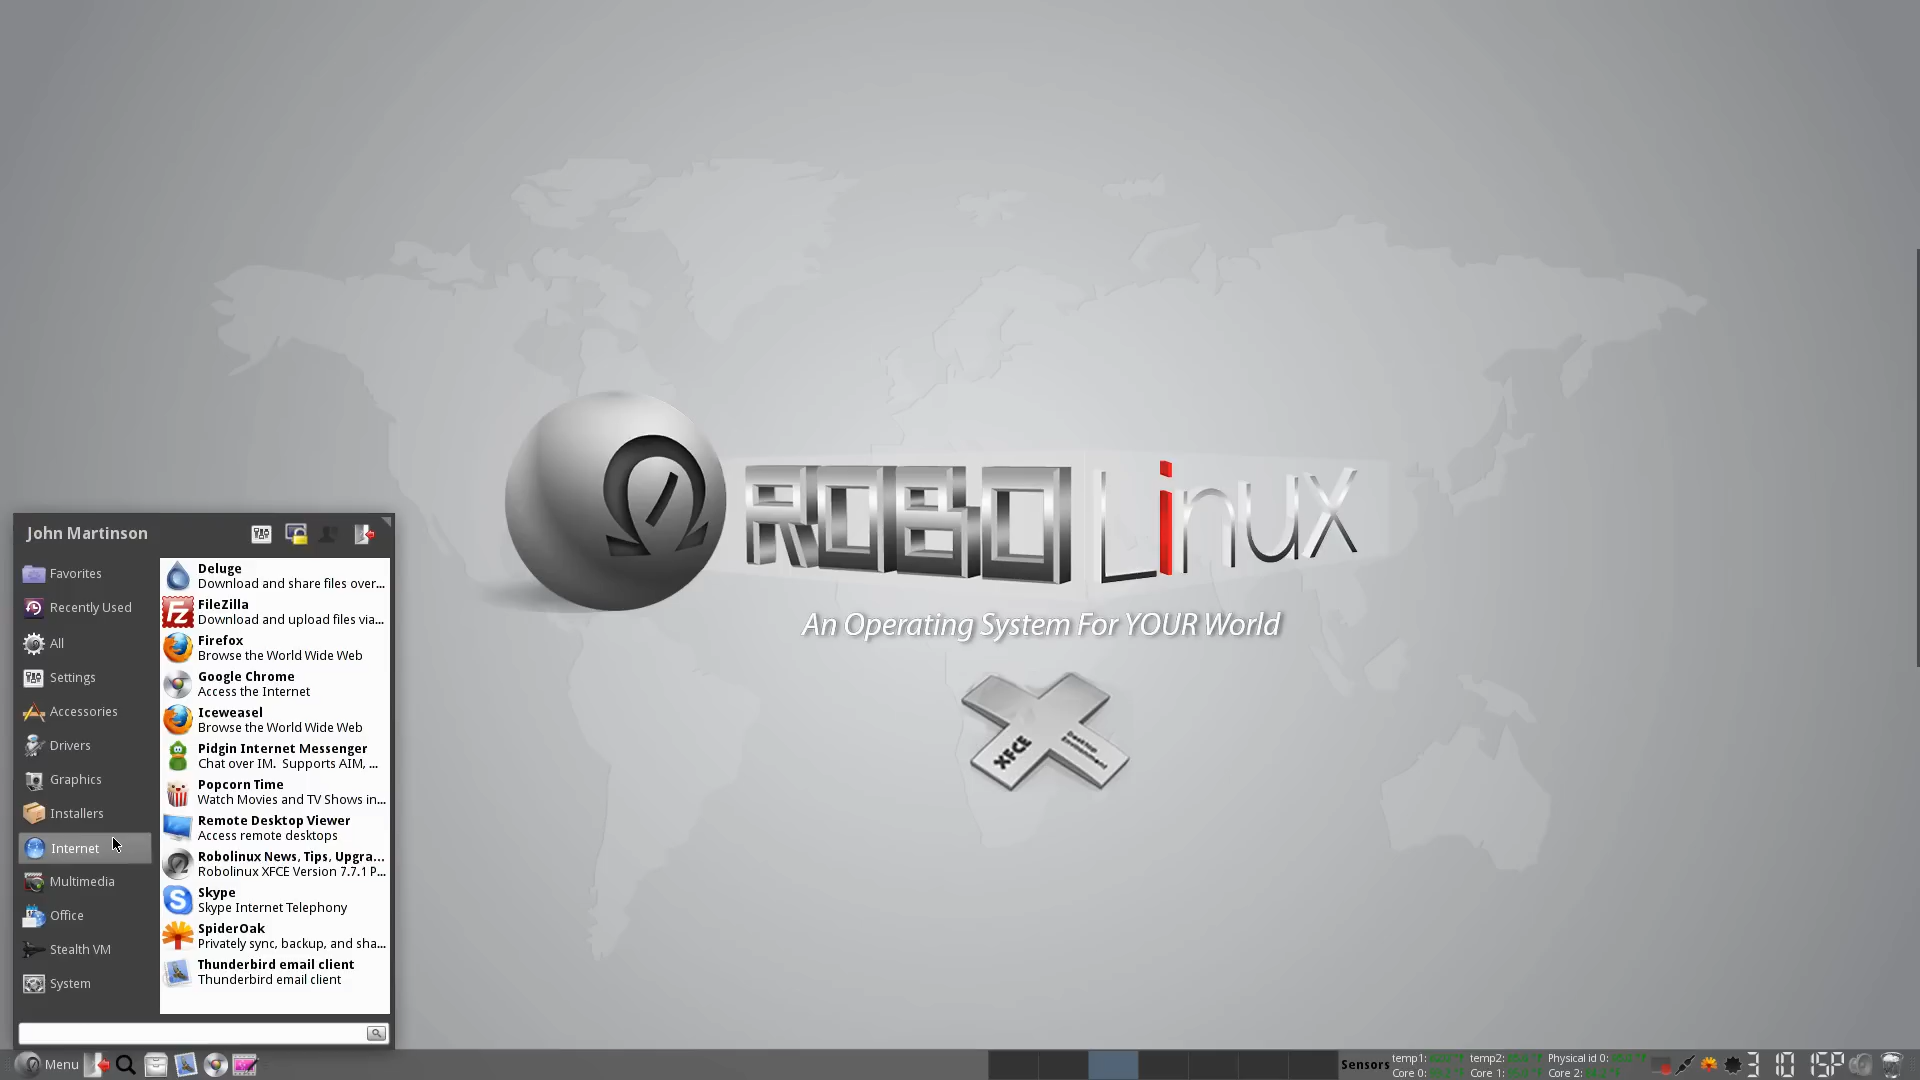 ROBOLinux
An Operating System For YOUR World
XFCE
Desktop
Environment
John Martinson
Favorites
Recently Used
All
Settings
Accessories
Drivers
Graphics
Installers
Internet
Multimedia
Office
Stealth VM
System
Deluge
Download and share files over...
FileZilla
Download and upload files via...
Firefox
Browse the World Wide Web
Google Chrome
Access the Internet
Iceweasel
Browse the World Wide Web
Pidgin Internet Messenger
Chat over IM. Supports AIM, ...
Popcorn Time
Watch Movies and TV Shows in...
Remote Desktop Viewer
Access remote desktops
Robolinux News, Tips, Upgra...
Robolinux XFCE Version 7.7.1 P...
Skype
Skype Internet Telephony
SpiderOak
Privately sync, backup, and sha...
Thunderbird email client
Thunderbird email client
Menu
Sensors
temp1: temp2: Physical id 0:
Core 0: Core 1: Core 2: